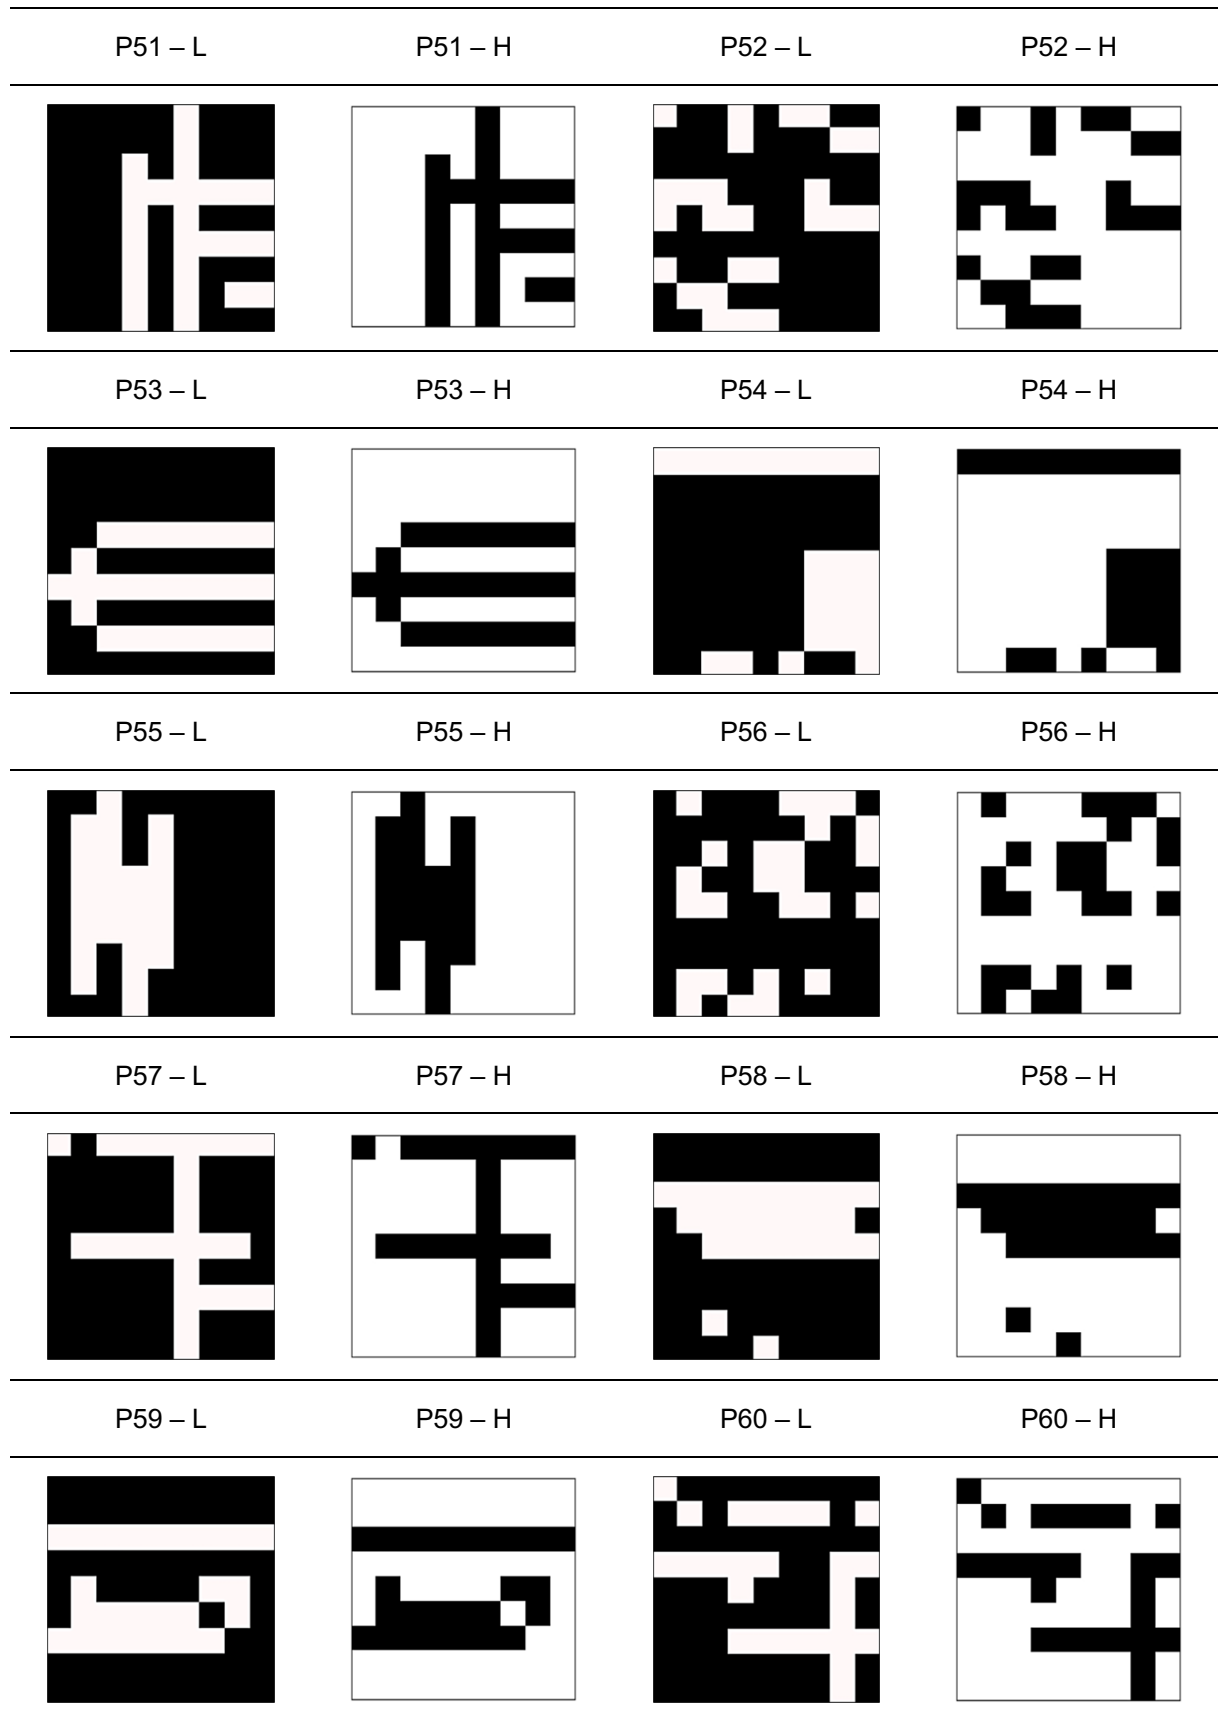 P51 – L P51 – H P52 – L P52 – H
P53 – L P53 – H P54 – L P54 – H
P55 – L P55 – H P56 – L P56 – H
P57 – L P57 – H P58 – L P58 – H
P59 – L P59 – H P60 – L P60 – H